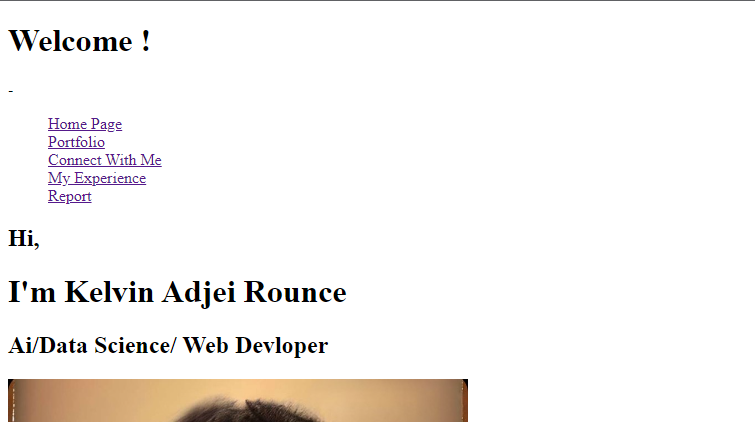 Welcome !
-
Home Page
Portfolio
Connect With Me
My Experience
Report
Hi,
I'm Kelvin Adjei Rounce
Ai/Data Science/ Web Devloper